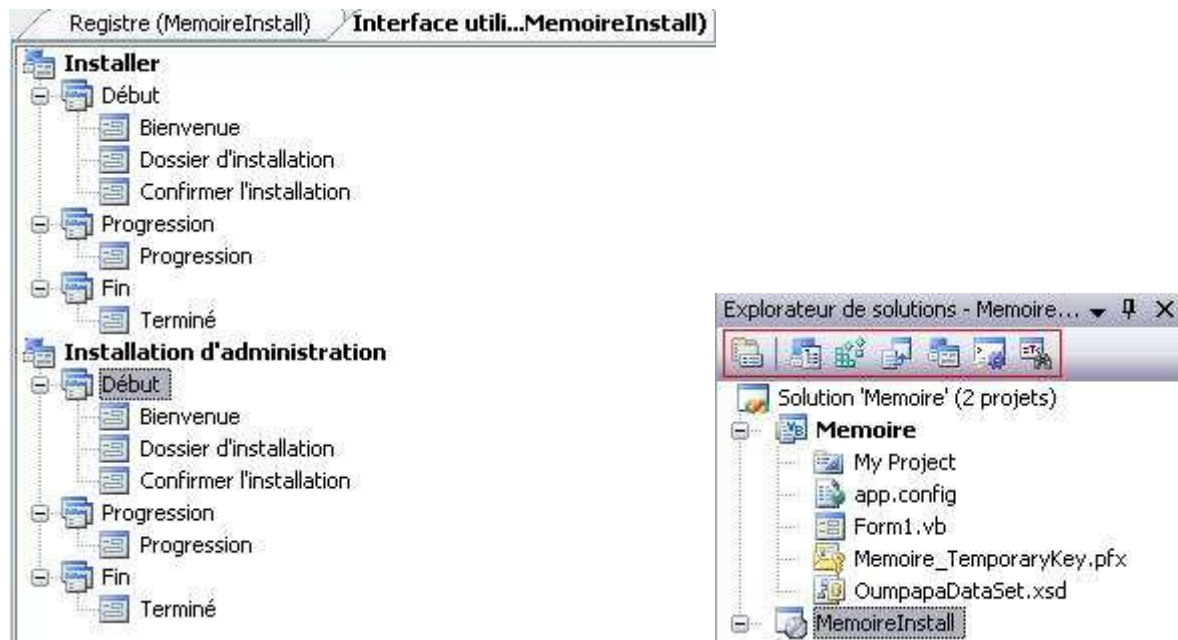 Registre (MemoireInstall)
Interface utili...MemoireInstall)
Installer
Début
Bienvenue
Dossier d'installation
Confirmer l'installation
Progression
Progression
Fin
Terminé
Installation d'administration
Début
Bienvenue
Dossier d'installation
Confirmer l'installation
Progression
Progression
Fin
Terminé
Explorateur de solutions - Memoire...
Solution 'Memoire' (2 projets)
Memoire
My Project
app.config
Form1.vb
Memoire_TemporaryKey.pfx
OumpapaDataSet.xsd
MemoireInstall